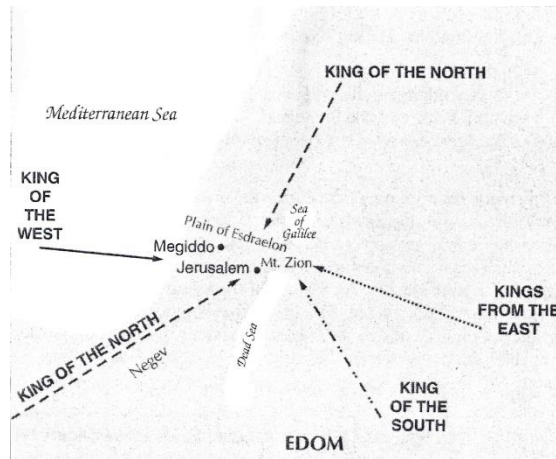 KING OF THE NORTH
Mediterranean Sea
KING
OF
THE
WEST
Sea
of
Galilee
Plain of Esdraelon
Megiddo
Jerusalem
Mt. Zion
KINGS
FROM THE
EAST
KING OF THE NORTH
Negev
Dead Sea
KING
OF THE
SOUTH
EDOM